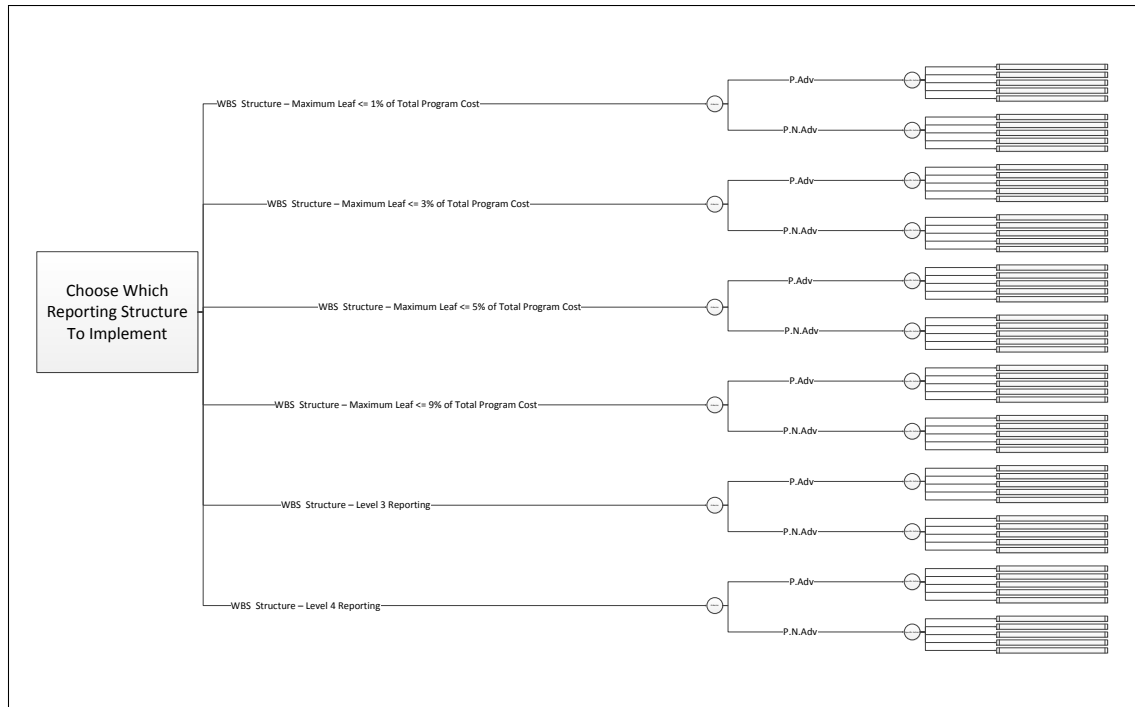 Choose Which
Reporting Structure
To Implement
WBS  Structure – Maximum Leaf <= 1% of Total Program Cost
P.Adv
P.N.Adv
WBS  Structure – Maximum Leaf <= 3% of Total Program Cost
P.Adv
P.N.Adv
WBS  Structure – Maximum Leaf <= 5% of Total Program Cost
P.Adv
P.N.Adv
WBS  Structure – Maximum Leaf <= 9% of Total Program Cost
P.Adv
P.N.Adv
WBS  Structure – Level 3 Reporting
P.Adv
P.N.Adv
WBS  Structure – Level 4 Reporting
P.Adv
P.N.Adv